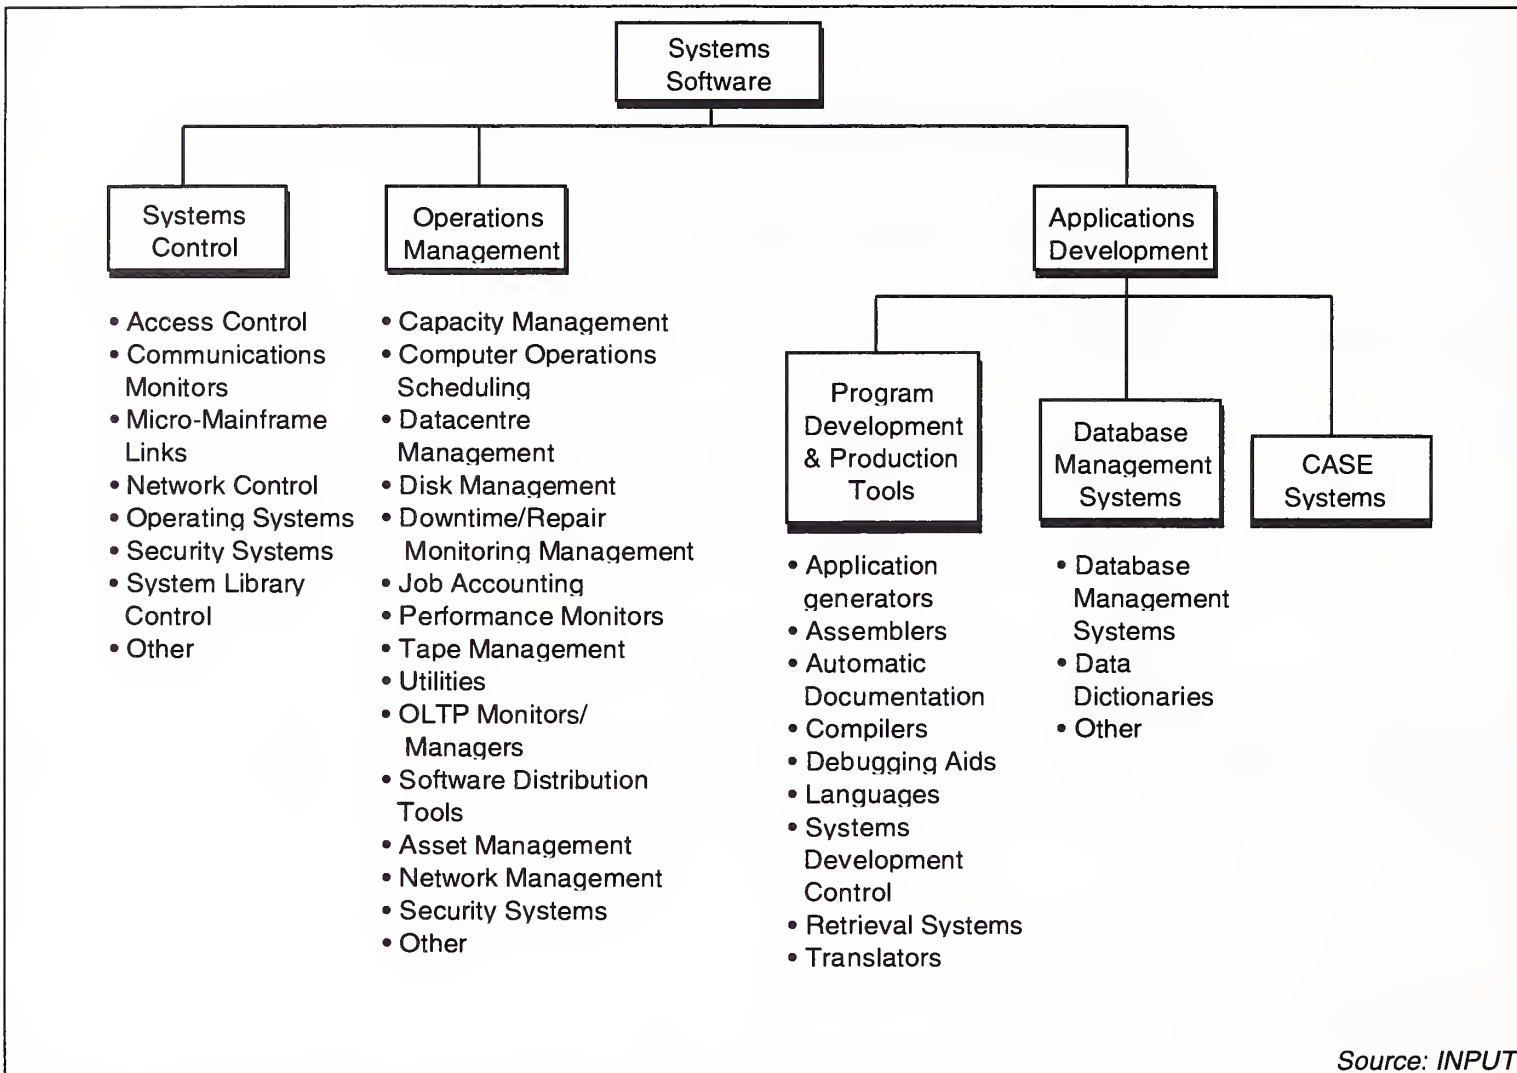 Systems
Software
Systems
Control
• Access Control
• Communications
Monitors
• Micro-Mainframe
Links
• Network Control
• Operating Systems
• Security Systems
• System Library
Control
• Other
Operations
Management
• Capacity Management
• Computer Operations
Scheduling
• Datacentre
Management
• Disk Management
• Downtime/Repair
Monitoring Management
• Job Accounting
• Performance Monitors
• Tape Management
• Utilities
• OLTP Monitors/
Managers
• Software Distribution
Tools
• Asset Management
• Network Management
• Security Systems
• Other
Applications
Development
Program
Development
& Production
Tools
• Application
generators
• Assemblers
• Automatic
Documentation
• Compilers
• Debugging Aids
• Languages
• Systems
Development
Control
• Retrieval Systems
• Translators
Database
Management
Systems
• Database
Management
Systems
• Data
Dictionaries
• Other
CASE
Systems
Source: INPUT